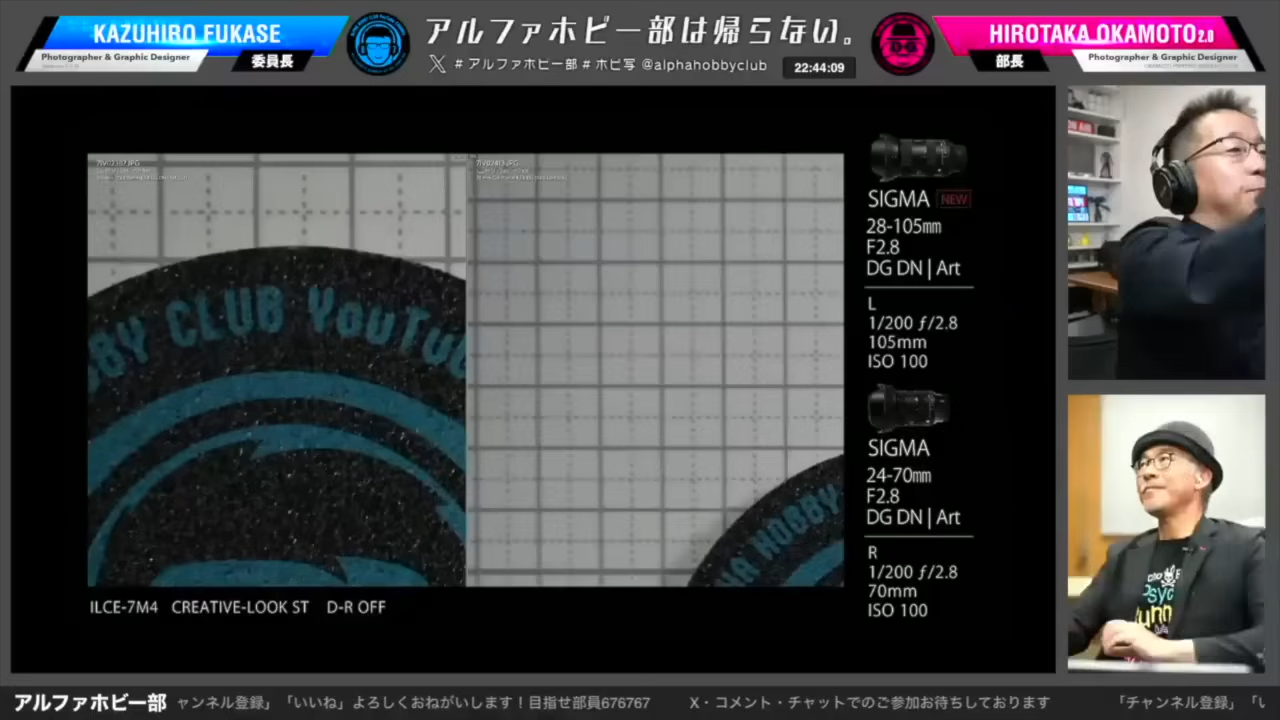 KAZUHIRO FUKASE
Photographer & Graphic Designer
委員長
アルファホビー部は帰らない。
#アルファホビー部 #ホビ写 @alphahobbyclub
22:44:09
HIROTAKA OKAMOTO2.0
部長
Photographer & Graphic Designer
CLUB YouTu
HOBBY
SIGMA NEW
28-105mm
F2.8
DG DN | Art
L
1/200 ƒ/2.8
105mm
ISO 100
SIGMA
24-70mm
F2.8
DG DN | Art
R
1/200 ƒ/2.8
70mm
ISO 100
ILCE-7M4 CREATIVE-LOOK ST D-R OFF
ON AIR
アルファホビー部 ャンネル登録」「いいね」よろしくおねがいします！目指せ部員676767 X・コメント・チャットでのご参加お待ちしております 「チャンネル登録」「い